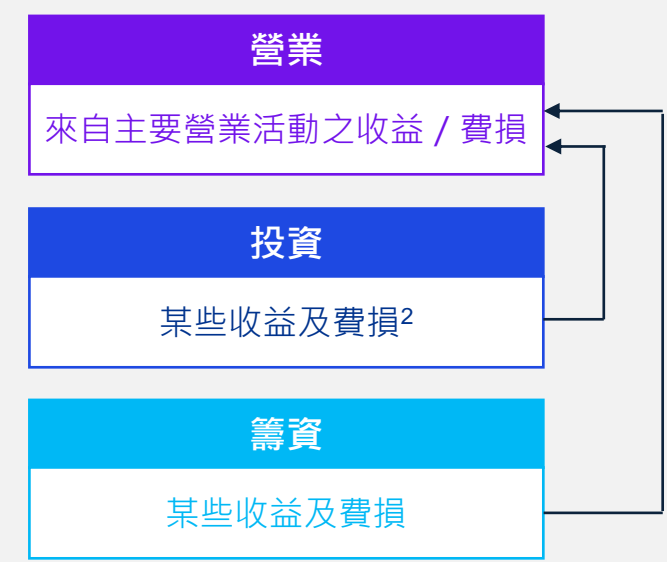 營業
來自主要營業活動之收益 / 費損
投資
某些收益及費損²
籌資
某些收益及費損